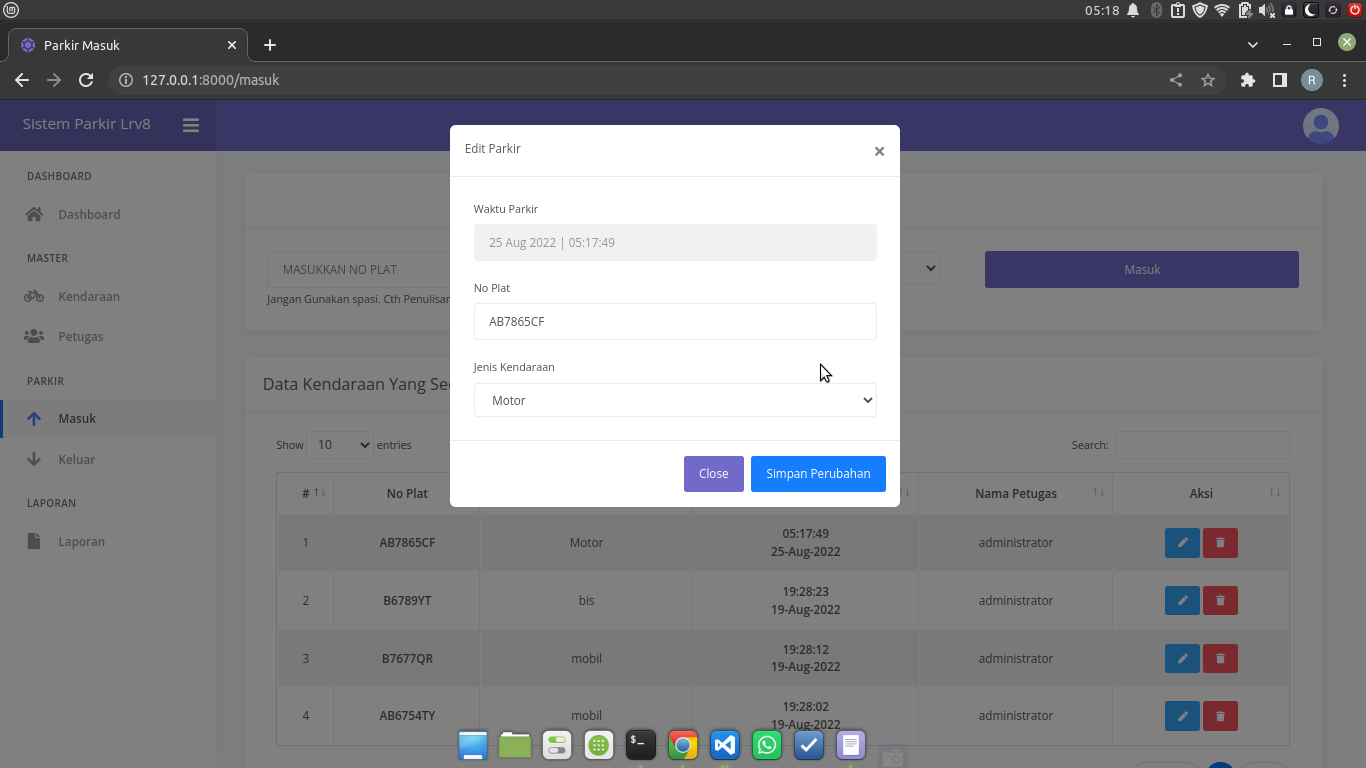 05:18
Parkir Masuk
127.0.0.1:8000/masuk
R
Sistem Parkir Lrv8
DASHBOARD
Dashboard
MASTER
Kendaraan
Petugas
PARKIR
Masuk
Keluar
LAPORAN
Laporan
MASUKKAN NO PLAT
Masuk
Jangan Gunakan spasi. Cth Penulisan
Edit Parkir
×
Waktu Parkir
25 Aug 2022 | 05:17:49
No Plat
AB7865CF
Jenis Kendaraan
Motor
Close
Simpan Perubahan
Data Kendaraan Yang
Show 10 entries
Search:
# No Plat Nama Petugas Aksi
1 AB7865CF Motor 05:17:49 administrator
25-Aug-2022
2 B6789YT bis 19:28:23 administrator
19-Aug-2022
3 B7677QR mobil 19:28:12 administrator
19-Aug-2022
4 AB6754TY mobil 19:28:02 administrator
19-Aug-2022
$_